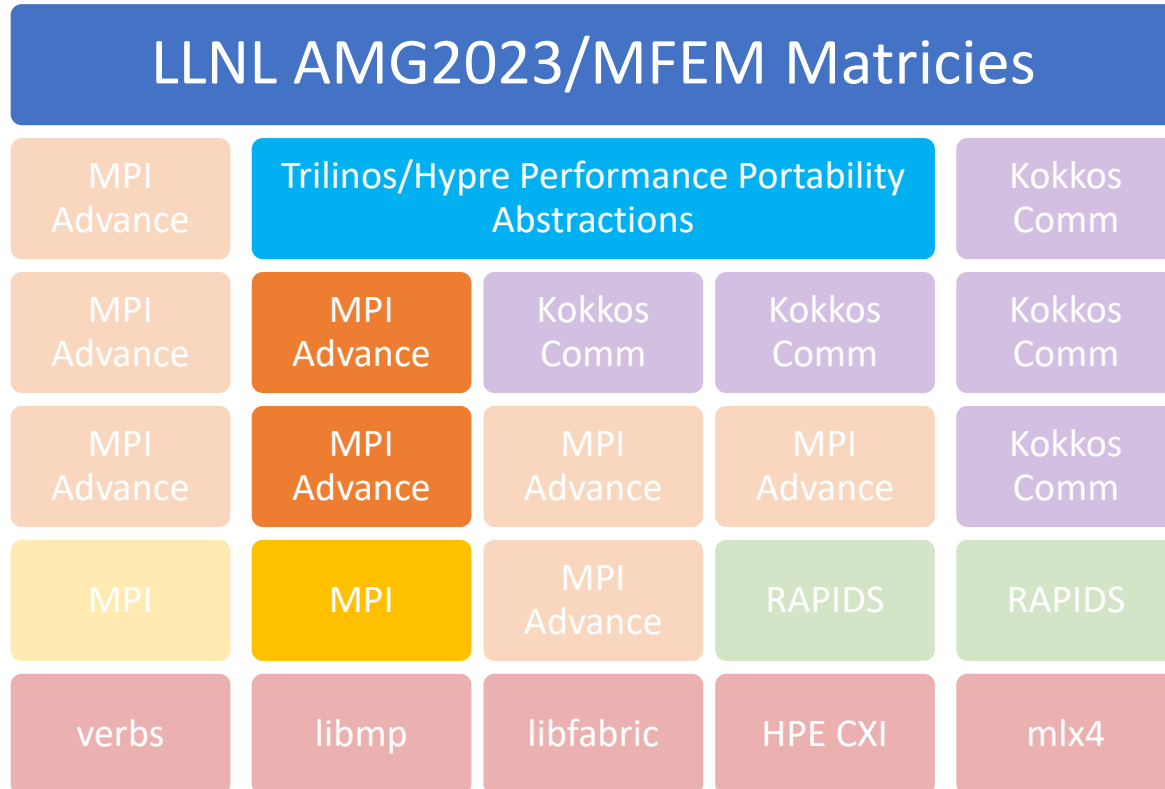 LLNL AMG2023/MFEM Matricies
MPI
Advance
Trilinos/Hypre Performance Portability
Abstractions
Kokkos
Comm
MPI
Advance
MPI
Advance
Kokkos
Comm
Kokkos
Comm
Kokkos
Comm
MPI
Advance
MPI
Advance
MPI
Advance
MPI
Advance
Kokkos
Comm
MPI
MPI
MPI
Advance
RAPIDS
RAPIDS
verbs
libmp
libfabric
HPE CXI
mlx4